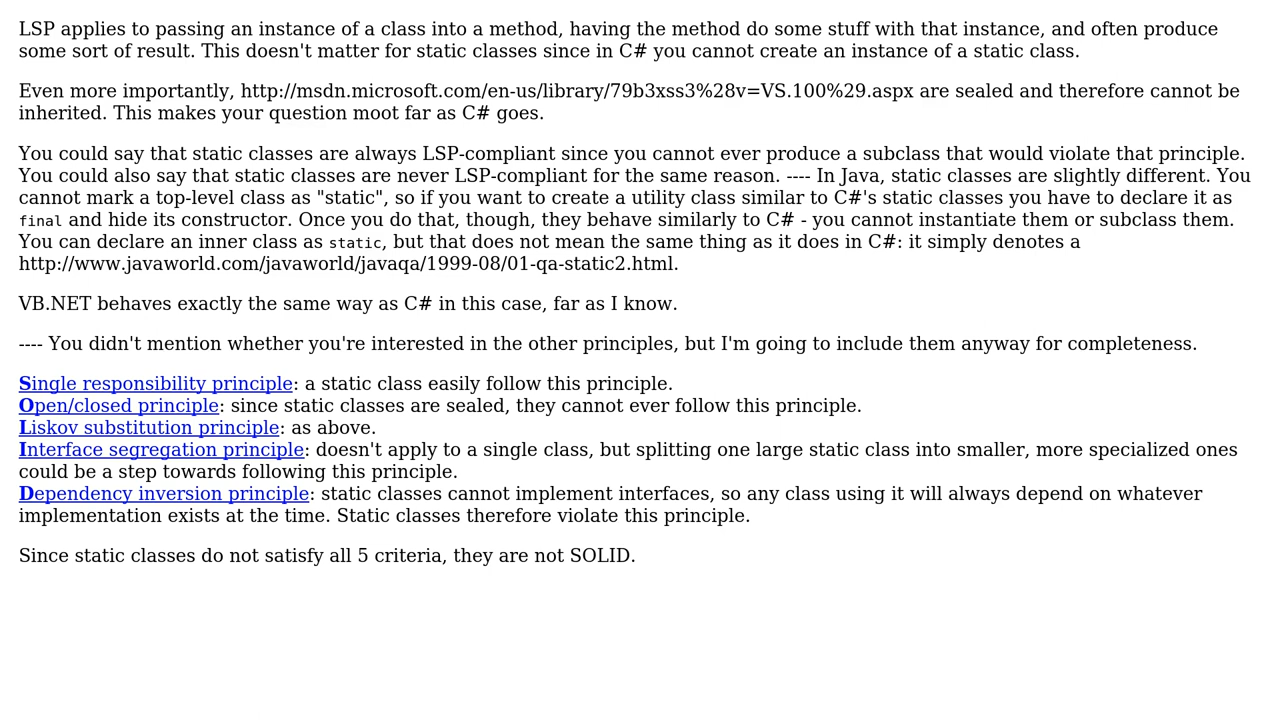 LSP applies to passing an instance of a class into a method, having the method do some stuff with that instance, and often produce
some sort of result. This doesn't matter for static classes since in C# you cannot create an instance of a static class.
Even more importantly, http://msdn.microsoft.com/en-us/library/79b3xss3%28v=VS.100%29.aspx are sealed and therefore cannot be
inherited. This makes your question moot far as C# goes.
You could say that static classes are always LSP-compliant since you cannot ever produce a subclass that would violate that principle.
You could also say that static classes are never LSP-compliant for the same reason. ---- In Java, static classes are slightly different. You
cannot mark a top-level class as "static", so if you want to create a utility class similar to C#'s static classes you have to declare it as
final and hide its constructor. Once you do that, though, they behave similarly to C# - you cannot instantiate them or subclass them.
You can declare an inner class as static, but that does not mean the same thing as it does in C#: it simply denotes a
http://www.javaworld.com/javaworld/javaqa/1999-08/01-qa-static2.html.
VB.NET behaves exactly the same way as C# in this case, far as I know.
---- You didn't mention whether you're interested in the other principles, but I'm going to include them anyway for completeness.
Single responsibility principle: a static class easily follow this principle.
Open/closed principle: since static classes are sealed, they cannot ever follow this principle.
Liskov substitution principle: as above.
Interface segregation principle: doesn't apply to a single class, but splitting one large static class into smaller, more specialized ones
could be a step towards following this principle.
Dependency inversion principle: static classes cannot implement interfaces, so any class using it will always depend on whatever
implementation exists at the time. Static classes therefore violate this principle.
Since static classes do not satisfy all 5 criteria, they are not SOLID.